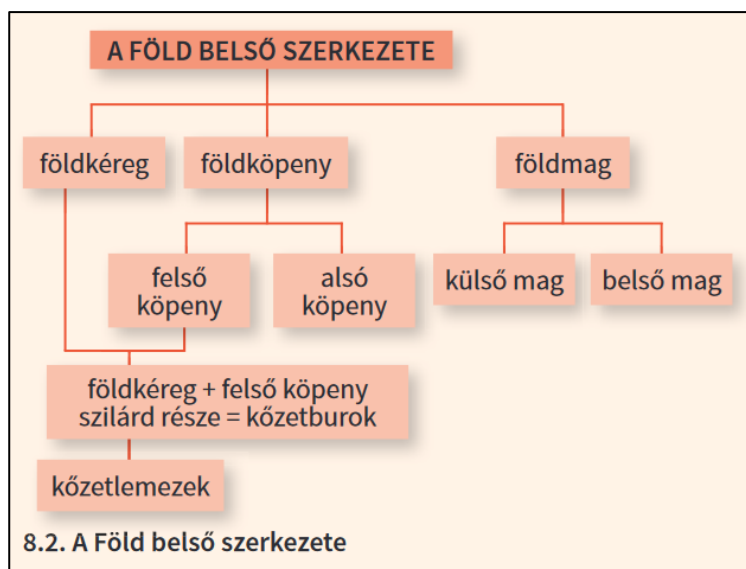 A FÖLD BELSŐ SZERKEZETE
földkéreg
földköpeny
földmag
felső
köpeny
alsó
köpeny
külső mag
belső mag
földkéreg + felső köpeny
szilárd része = kőzetburok
kőzetlemezek
8.2. A Föld belső szerkezete